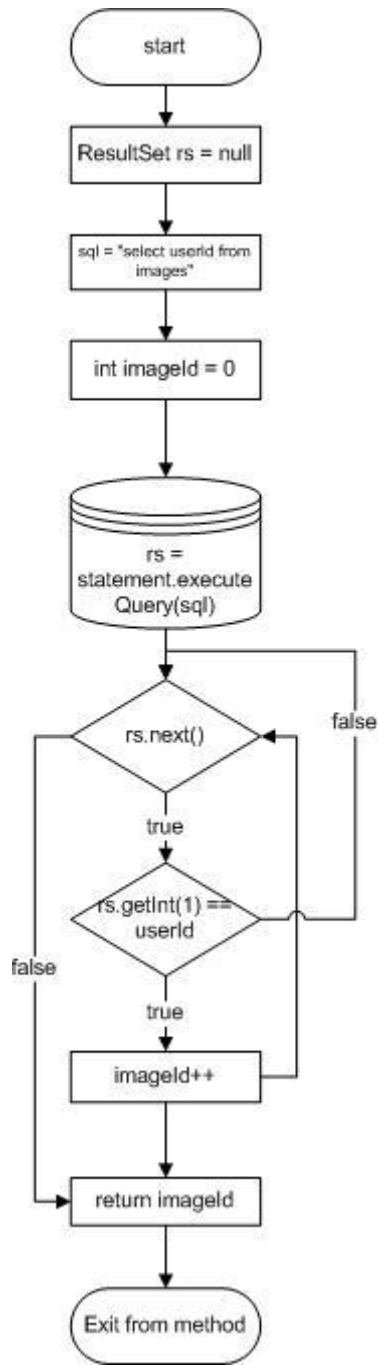 start
ResultSet rs = null
sql = "select userId from
images"
int imageId = 0
rs =
statement.execute
Query(sql)
rs.next()
false
true
rs.getInt(1) ==
userId
false
true
imageId++
return imageId
Exit from method